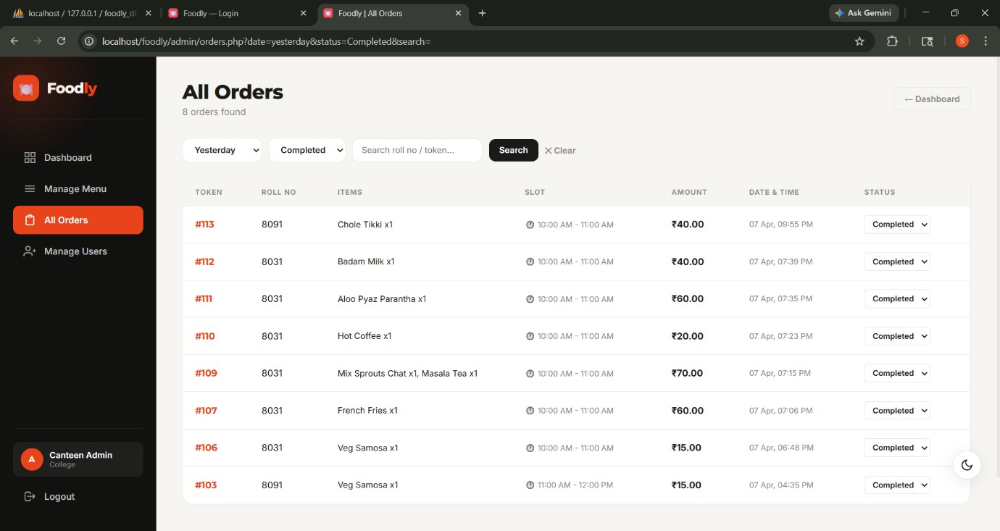 localhost / 127.0.0.1 / foodly_d
Foodly — Login
Foodly | All Orders
Ask Gemini
localhost/foodly/admin/orders.php?date=yesterday&status=Completed&search=
S
Foodly
Dashboard
Manage Menu
All Orders
Manage Users
A
Canteen Admin
College
Logout
All Orders
8 orders found
← Dashboard
Yesterday Completed Search roll no / token... Search ✕ Clear
TOKEN ROLL NO ITEMS SLOT AMOUNT DATE & TIME STATUS
#113 8091 Chole Tikki x1 10:00 AM - 11:00 AM ₹40.00 07 Apr, 09:55 PM Completed
#112 8031 Badam Milk x1 10:00 AM - 11:00 AM ₹40.00 07 Apr, 07:39 PM Completed
#111 8031 Aloo Pyaz Parantha x1 10:00 AM - 11:00 AM ₹60.00 07 Apr, 07:35 PM Completed
#110 8031 Hot Coffee x1 10:00 AM - 11:00 AM ₹20.00 07 Apr, 07:23 PM Completed
#109 8031 Mix Sprouts Chat x1, Masala Tea x1 10:00 AM - 11:00 AM ₹70.00 07 Apr, 07:15 PM Completed
#107 8031 French Fries x1 10:00 AM - 11:00 AM ₹60.00 07 Apr, 07:06 PM Completed
#106 8031 Veg Samosa x1 10:00 AM - 11:00 AM ₹15.00 07 Apr, 06:48 PM Completed
#103 8091 Veg Samosa x1 11:00 AM - 12:00 PM ₹15.00 07 Apr, 04:35 PM Completed